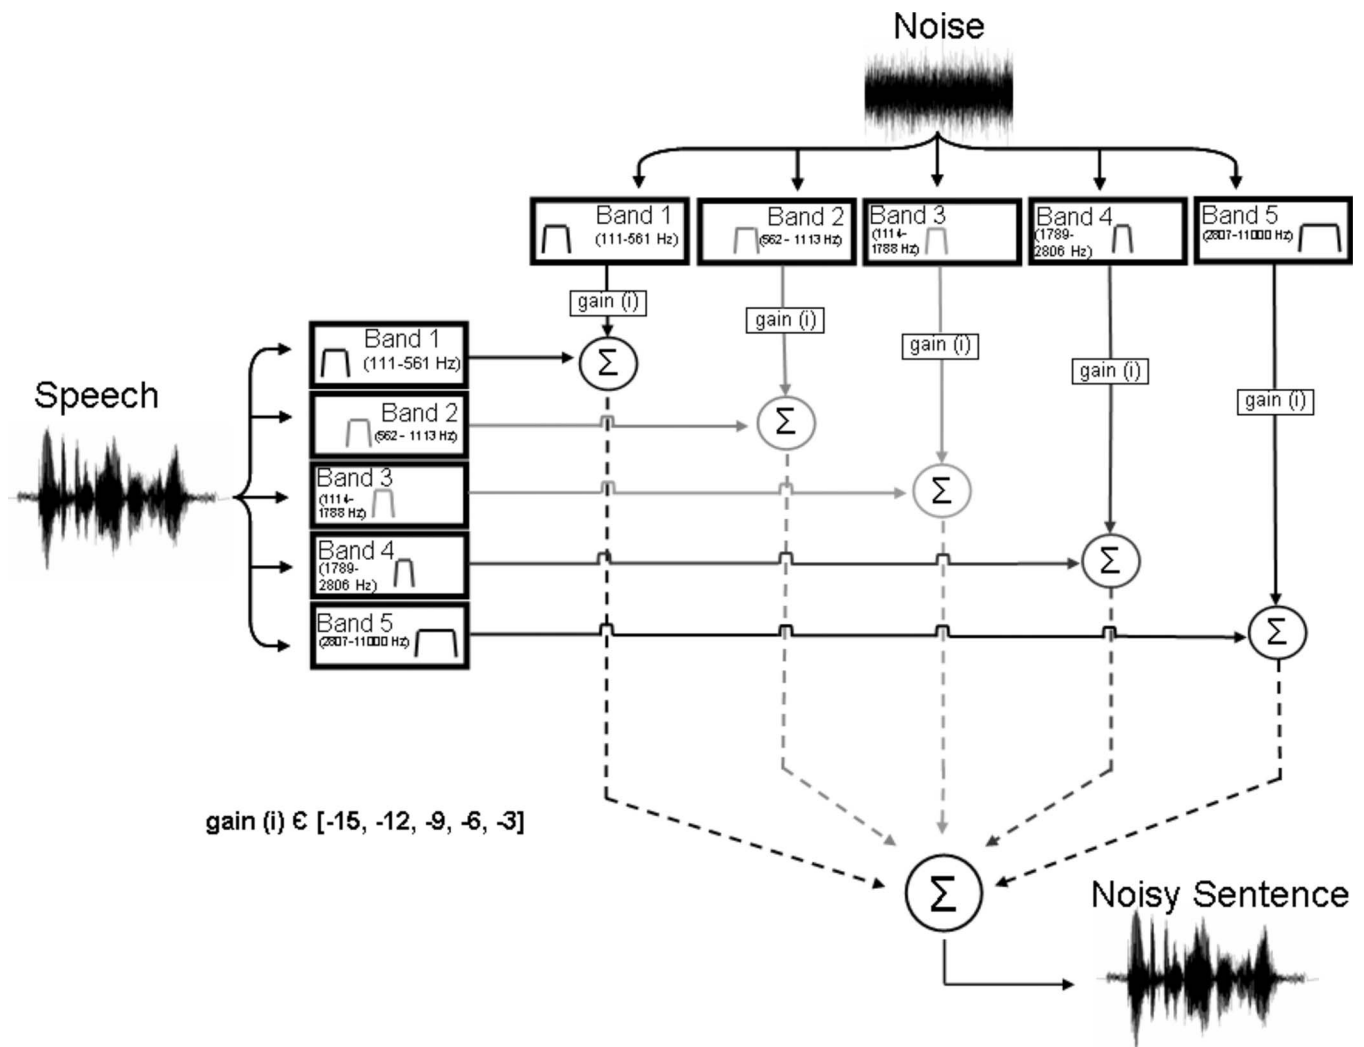 Noise
Band 1
(111-561 Hz)
Band 2
(562 - 1113 Hz)
Band 3
(1114-
1788 Hz)
Band 4
(1789-
2806 Hz)
Band 5
(2807-11000 Hz)
gain (i)
gain (i)
gain (i)
gain (i)
gain (i)
Speech
Band 1
(111-561 Hz)
Band 2
(562 - 1113 Hz)
Band 3
(1114-
1788 Hz)
Band 4
(1789-
2806 Hz)
Band 5
(2807-11000 Hz)
Σ
Σ
Σ
Σ
Σ
gain (i) Є [-15, -12, -9, -6, -3]
Σ
Noisy Sentence